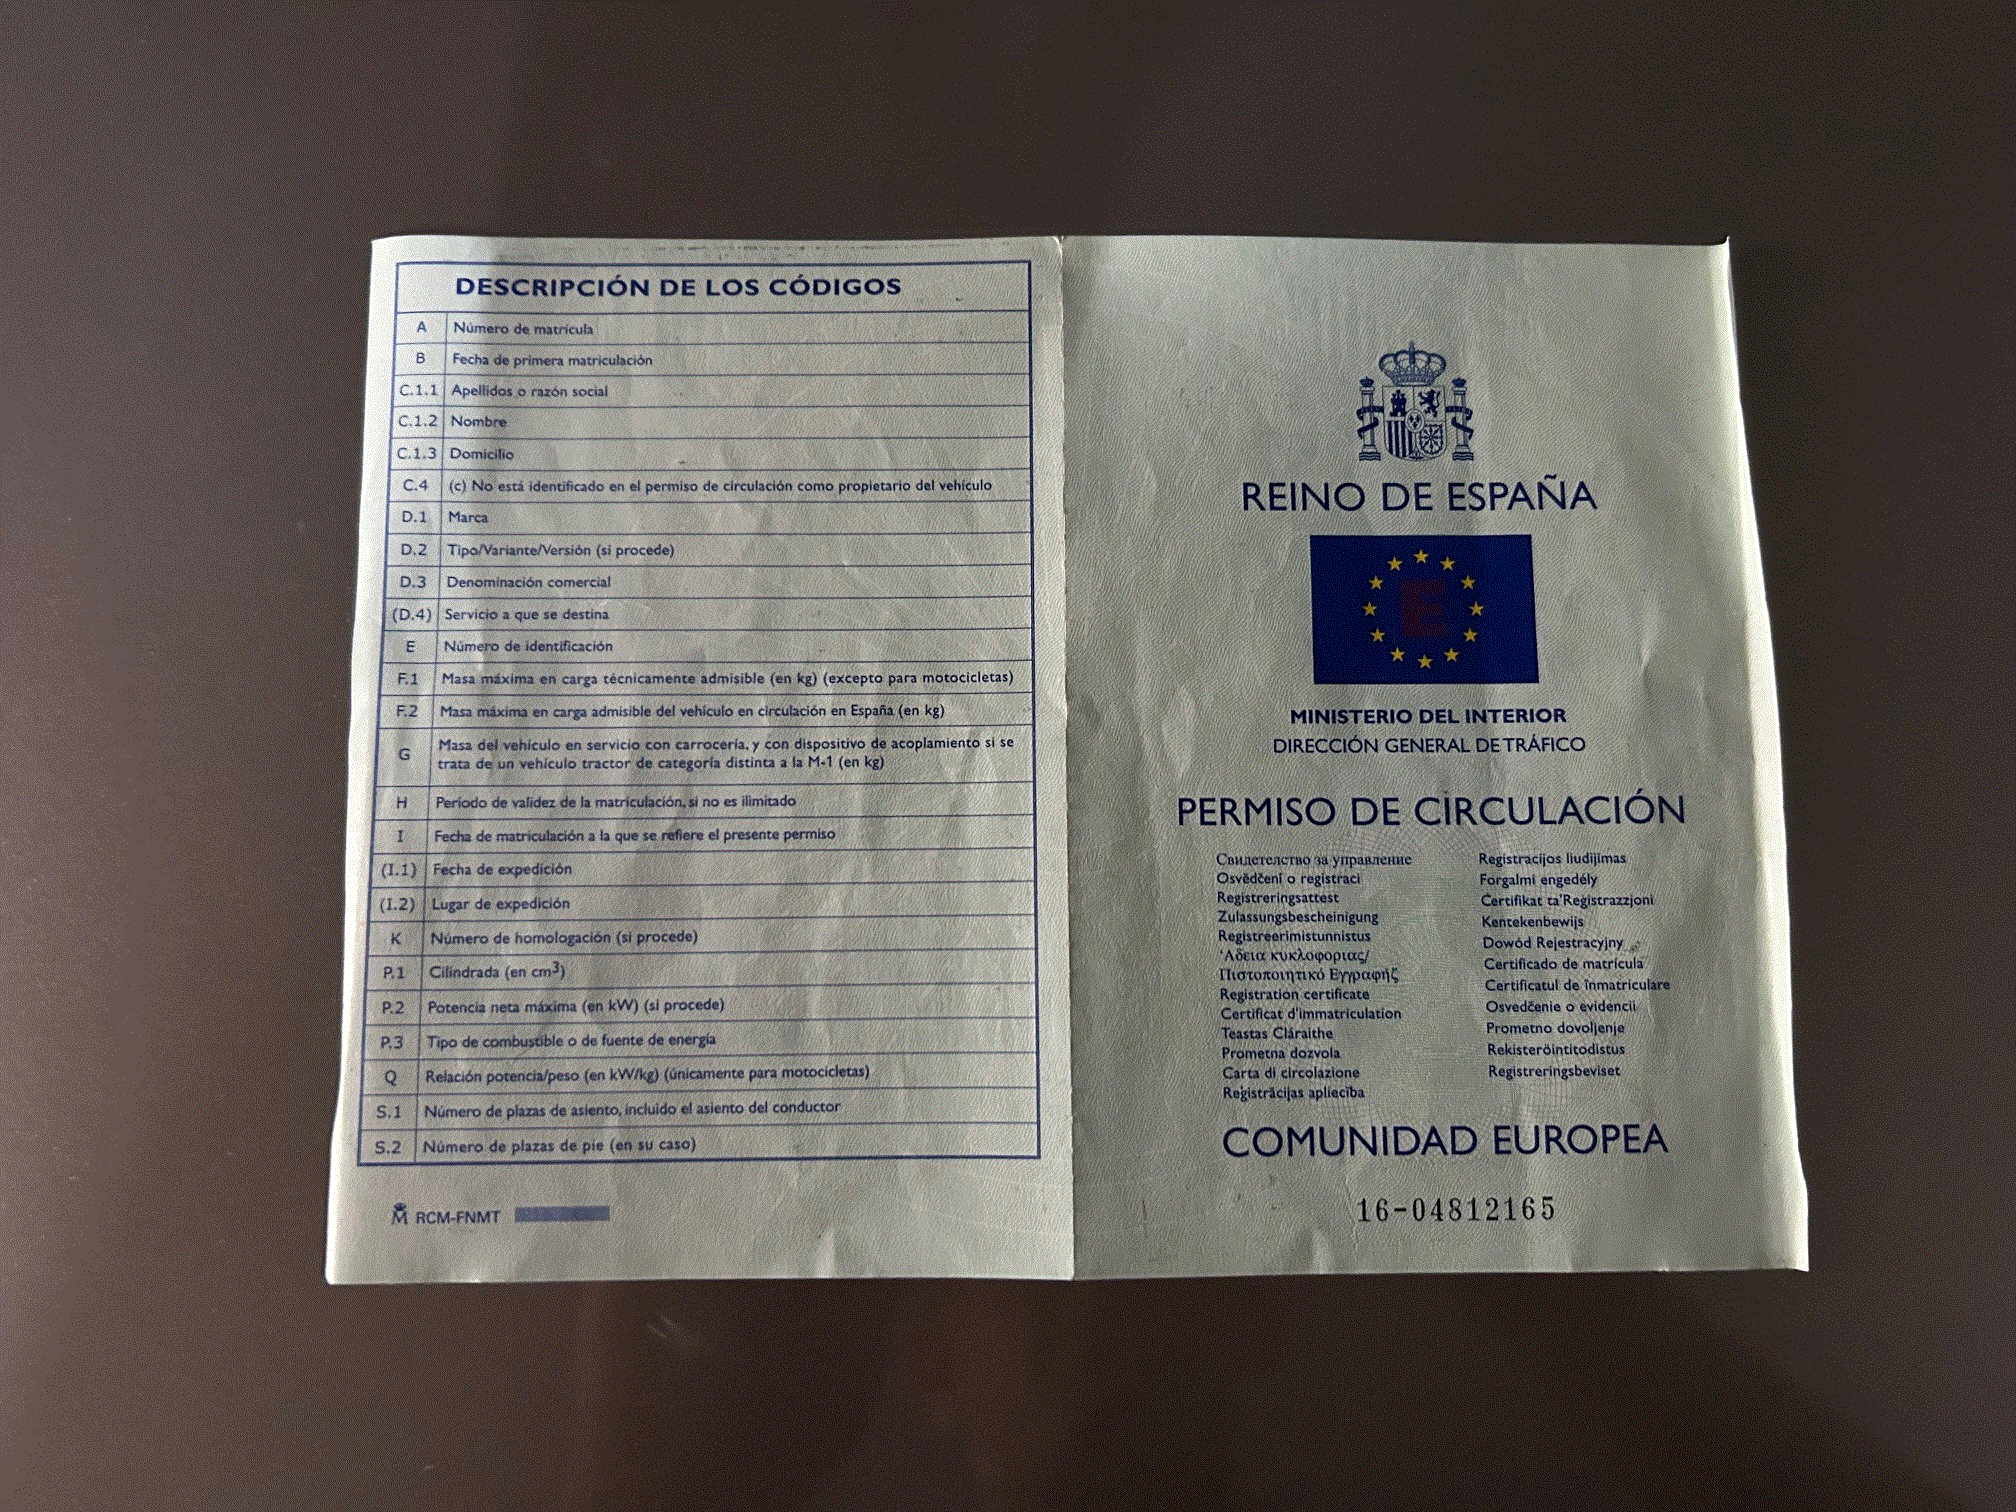 DESCRIPCIÓN DE LOS CÓDIGOS
A Número de matrícula
B Fecha de primera matriculación
C.1.1 Apellidos o razón social
C.1.2 Nombre
C.1.3 Domicilio
C.4 (c) No está identificado en el permiso de circulación como propietario del vehículo
D.1 Marca
D.2 Tipo/Variante/Versión (si procede)
D.3 Denominación comercial
(D.4) Servicio a que se destina
E Número de identificación
F.1 Masa máxima en carga técnicamente admisible (en kg) (excepto para motocicletas)
F.2 Masa máxima en carga admisible del vehículo en circulación en España (en kg)
G Masa del vehículo en servicio con carrocería, y con dispositivo de acoplamiento si se
trata de un vehículo tractor de categoría distinta a la M-1 (en kg)
H Período de validez de la matriculación, si no es ilimitado
I Fecha de matriculación a la que se refiere el presente permiso
(I.1) Fecha de expedición
(I.2) Lugar de expedición
K Número de homologación (si procede)
P.1 Cilindrada (en cm3)
P.2 Potencia neta máxima (en kW) (si procede)
P.3 Tipo de combustible o de fuente de energía
Q Relación potencia/peso (en kW/kg) (únicamente para motocicletas)
S.1 Número de plazas de asiento, incluido el asiento del conductor
S.2 Número de plazas de pie (en su caso)
RCM-FNMT
REINO DE ESPAÑA
MINISTERIO DEL INTERIOR
DIRECCIÓN GENERAL DE TRÁFICO
PERMISO DE CIRCULACIÓN
Свидетелство за управление
Osvědčení o registraci
Registreringsattest
Zulassungsbescheinigung
Registreerimistunnistus
'Αδεια κυκλοφοριας/
Πιστοποιητικό Εγγραφήζ
Registration certificate
Certificat d'immatriculation
Teastas Cláraithe
Prometna dozvola
Carta di circolazione
Reģistrācijas apliecība
Registracijos liudijimas
Forgalmi engedély
Ċertifikat ta'Reġistrazzjoni
Kentekenbewijs
Dowód Rejestracyjny
Certificado de matrícula
Certificatul de înmatriculare
Osvedčenie o evidencii
Prometno dovoljenje
Rekisteröintitodistus
Registreringsbeviset
COMUNIDAD EUROPEA
16-04812165